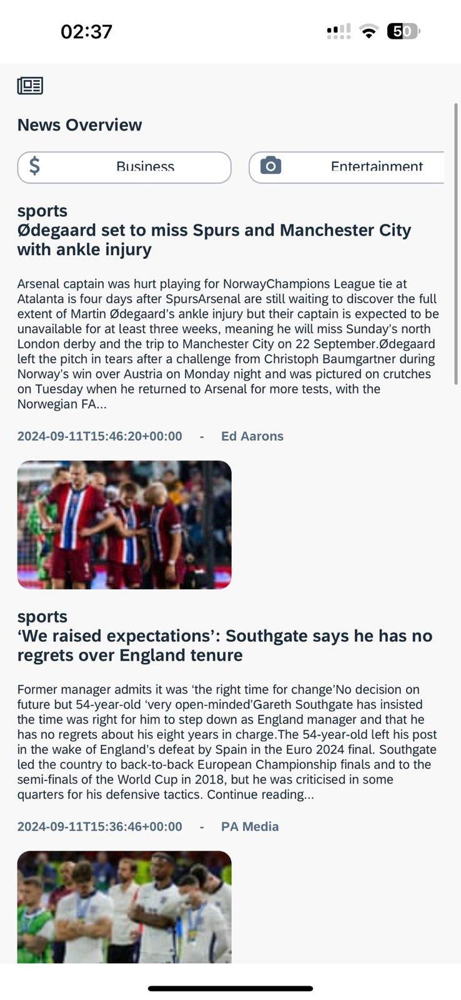 02:37
50
News Overview
Business
Entertainment
sports
Ødegaard set to miss Spurs and Manchester City
with ankle injury
Arsenal captain was hurt playing for NorwayChampions League tie at
Atalanta is four days after SpursArsenal are still waiting to discover the full
extent of Martin Ødegaard’s ankle injury but their captain is expected to be
unavailable for at least three weeks, meaning he will miss Sunday’s north
London derby and the trip to Manchester City on 22 September.Ødegaard
left the pitch in tears after a challenge from Christoph Baumgartner during
Norway’s win over Austria on Monday night and was pictured on crutches
on Tuesday when he returned to Arsenal for more tests, with the
Norwegian FA...
2024-09-11T15:46:20+00:00 - Ed Aarons
sports
‘We raised expectations’: Southgate says he has no
regrets over England tenure
Former manager admits it was ‘the right time for change’No decision on
future but 54-year-old ‘very open-minded’Gareth Southgate has insisted
the time was right for him to step down as England manager and that he
has no regrets about his eight years in charge.The 54-year-old left his post
in the wake of England’s defeat by Spain in the Euro 2024 final. Southgate
led the country to back-to-back European Championship finals and to the
semi-finals of the World Cup in 2018, but he was criticised in some
quarters for his defensive tactics. Continue reading...
2024-09-11T15:36:46+00:00 - PA Media